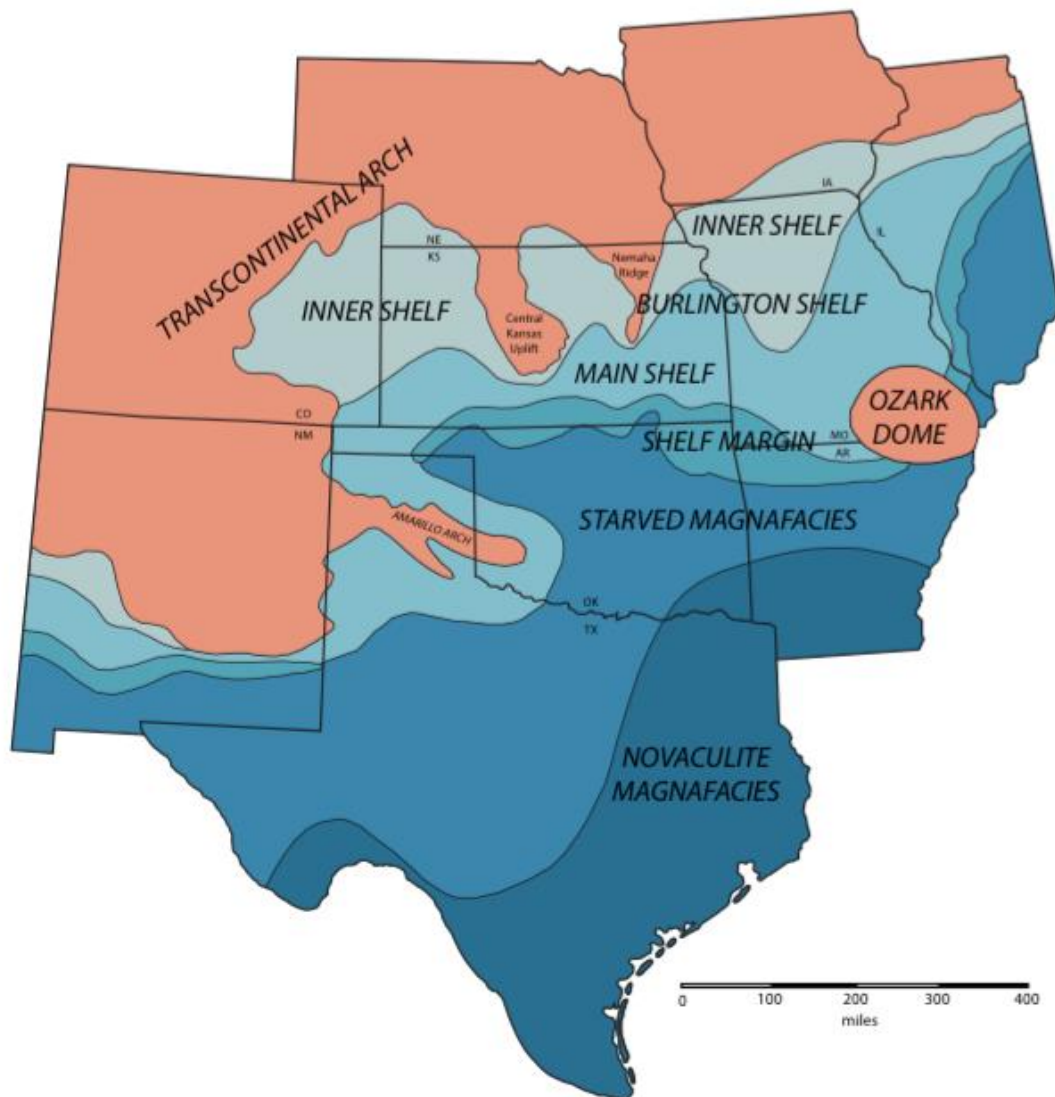 TRANSCONTINENTAL ARCH
IA
INNER SHELF
IL
NE
KS
Nemaha
Ridge
INNER SHELF
BURLINGTON SHELF
Central
Kansas
Uplift
MAIN SHELF
OZARK
DOME
CO
NM
SHELF MARGIN
MO
AR
AMARILLO ARCH
STARVED MAGNAFACIES
OK
TX
NOVACULITE
MAGNAFACIES
0 100 200 300 400
miles